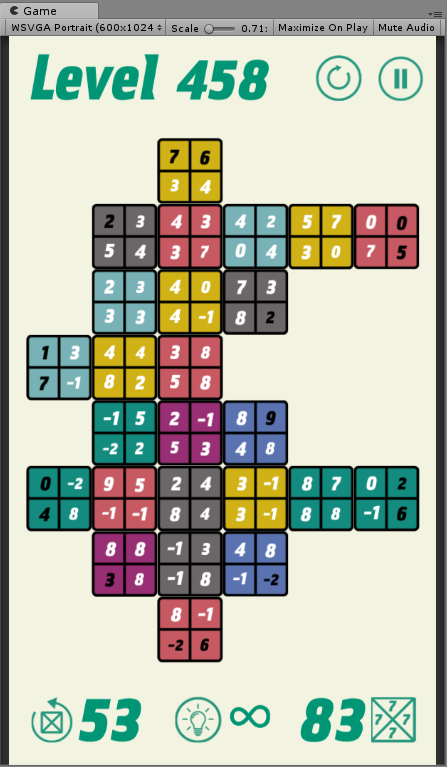 Game
WSVGA Portrait (600x1024 Scale 0.71: Maximize On Play Mute Audio
Level 458
7 6
3 4
2 3 4 3 4 2 5 7 0 0
5 4 3 7 0 4 3 0 7 5
2 3 4 0 7 3
3 3 4 -1 8 2
1 3 4 4 3 8
7 -1 8 2 5 8
-1 5 2 -1 8 9
-2 2 5 3 4 8
0 -2 9 5 2 4 3 -1 8 7 0 2
4 8 -1 -1 8 4 3 -1 8 8 -1 6
8 8 -1 3 4 8
3 8 -1 8 -1 -2
8 -1
-2 6
53 ∞ 83 7 7 7 7